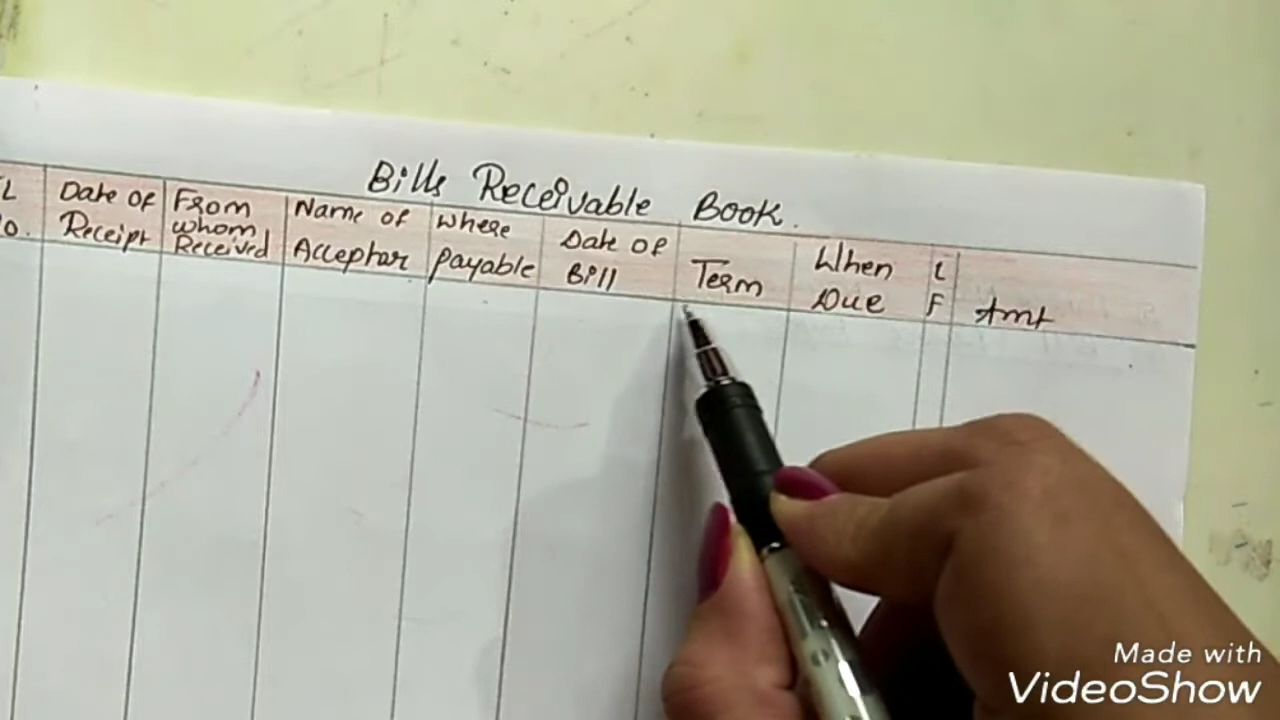 Bills Receivable Book.
L
o.
Date Of
Receipt
From
whom
Received
Name of
Acceptor
where
payable
Date Of
Bill
Term
When
Due
L
F
Amt
Made with
VideoShow